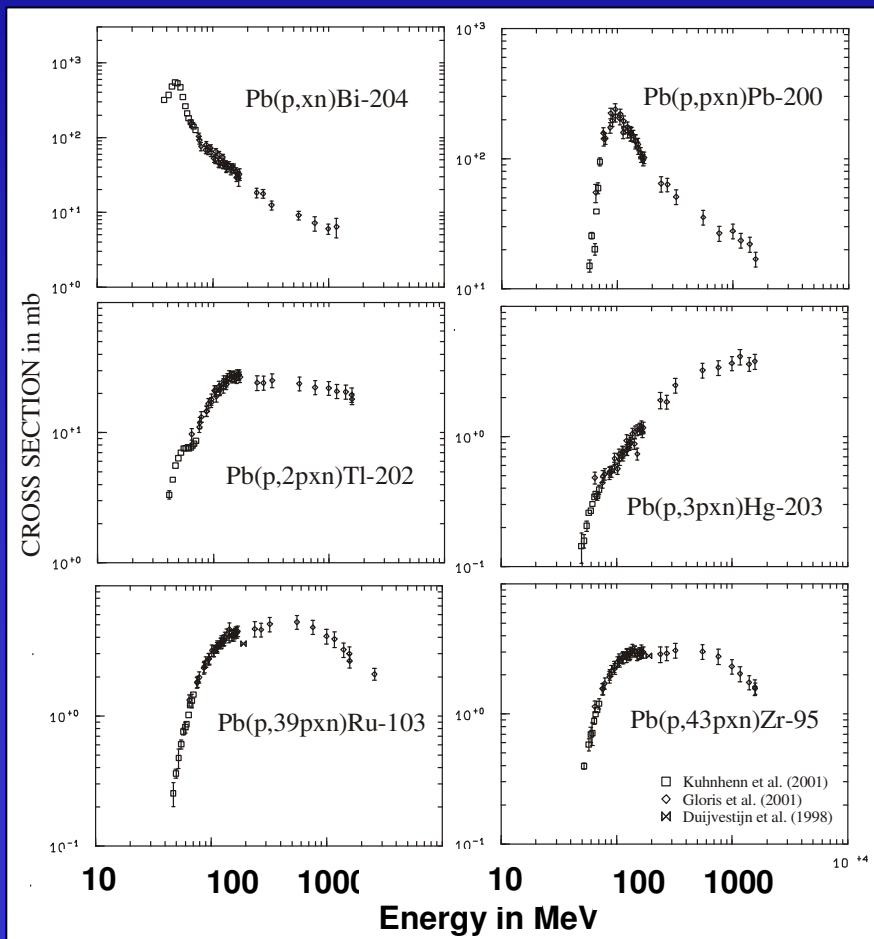 10⁺³
10⁺²
10⁺¹
10⁺⁰
Pb(p,xn)Bi-204
10⁺³
10⁺²
10⁺¹
Pb(p,pxn)Pb-200
CROSS SECTION in mb
10⁺¹
10⁺⁰
Pb(p,2pxn)Tl-202
10⁺⁰
10⁻¹
Pb(p,3pxn)Hg-203
10⁺⁰
10⁻¹
Pb(p,39pxn)Ru-103
10⁺⁰
10⁻¹
Pb(p,43pxn)Zr-95
Kuhnhenn et al. (2001)
Gloris et al. (2001)
Duijvestijn et al. (1998)
10 100 1000
10 100 1000 10⁺⁴
Energy in MeV